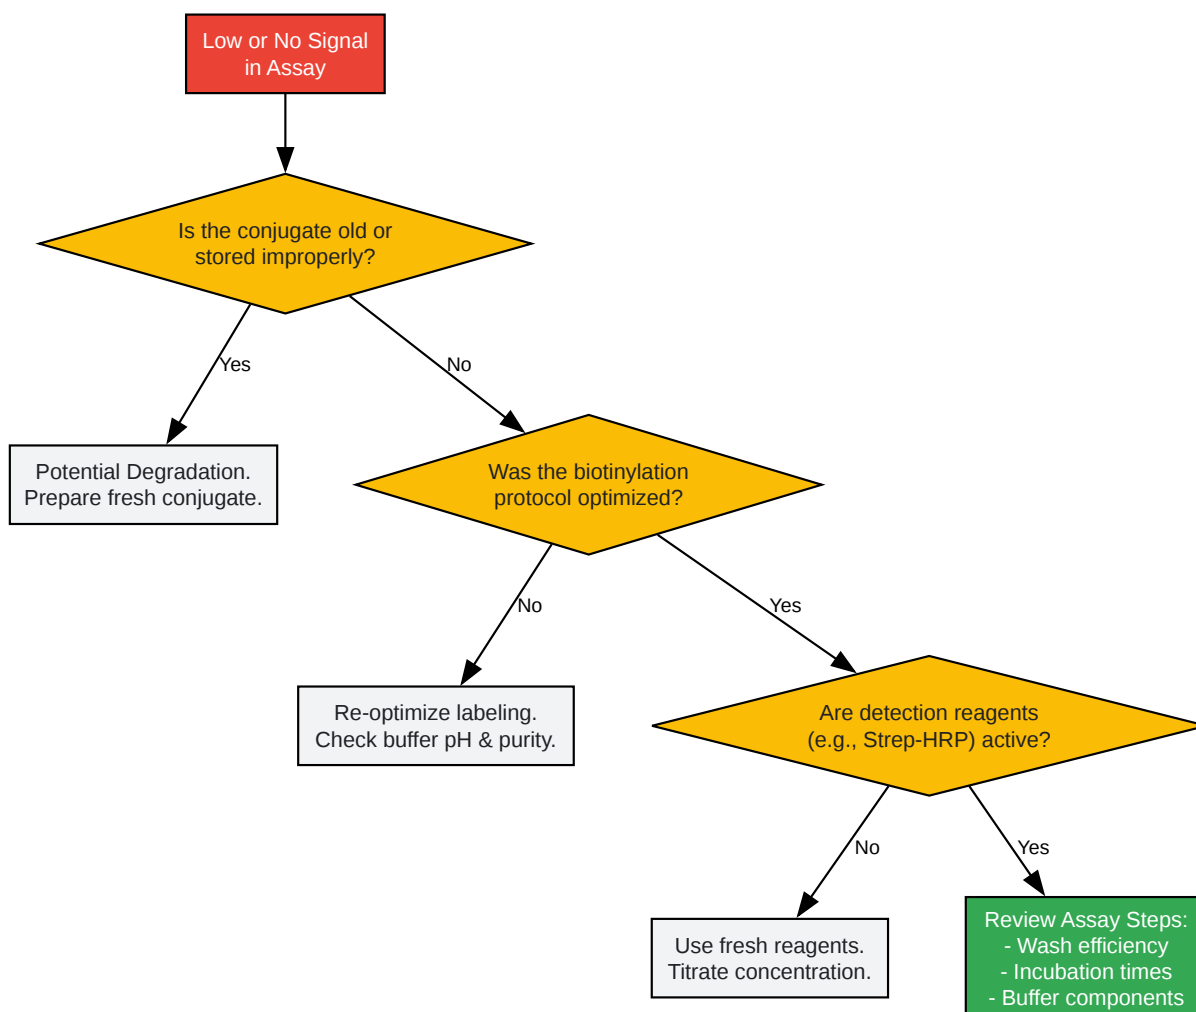 Low or No Signal
in Assay
Is the conjugate old or
stored improperly?
Yes
No
Potential Degradation.
Prepare fresh conjugate.
Was the biotinylation
protocol optimized?
No
Yes
Re-optimize labeling.
Check buffer pH & purity.
Are detection reagents
(e.g., Strep-HRP) active?
No
Yes
Use fresh reagents.
Titrate concentration.
Review Assay Steps:
- Wash efficiency
- Incubation times
- Buffer components